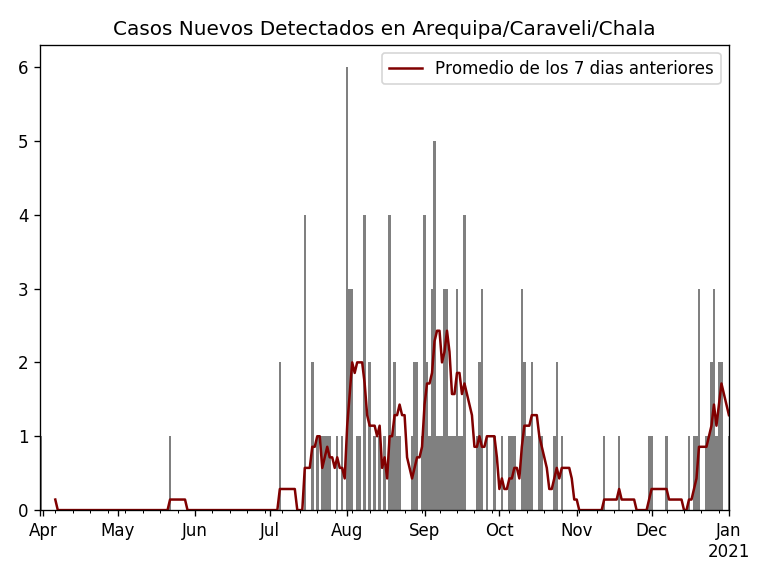 Casos Nuevos Detectados en Arequipa/Caraveli/Chala
Promedio de los 7 dias anteriores
6
5
4
3
2
1
0
Apr May Jun Jul Aug Sep Oct Nov Dec Jan
2021